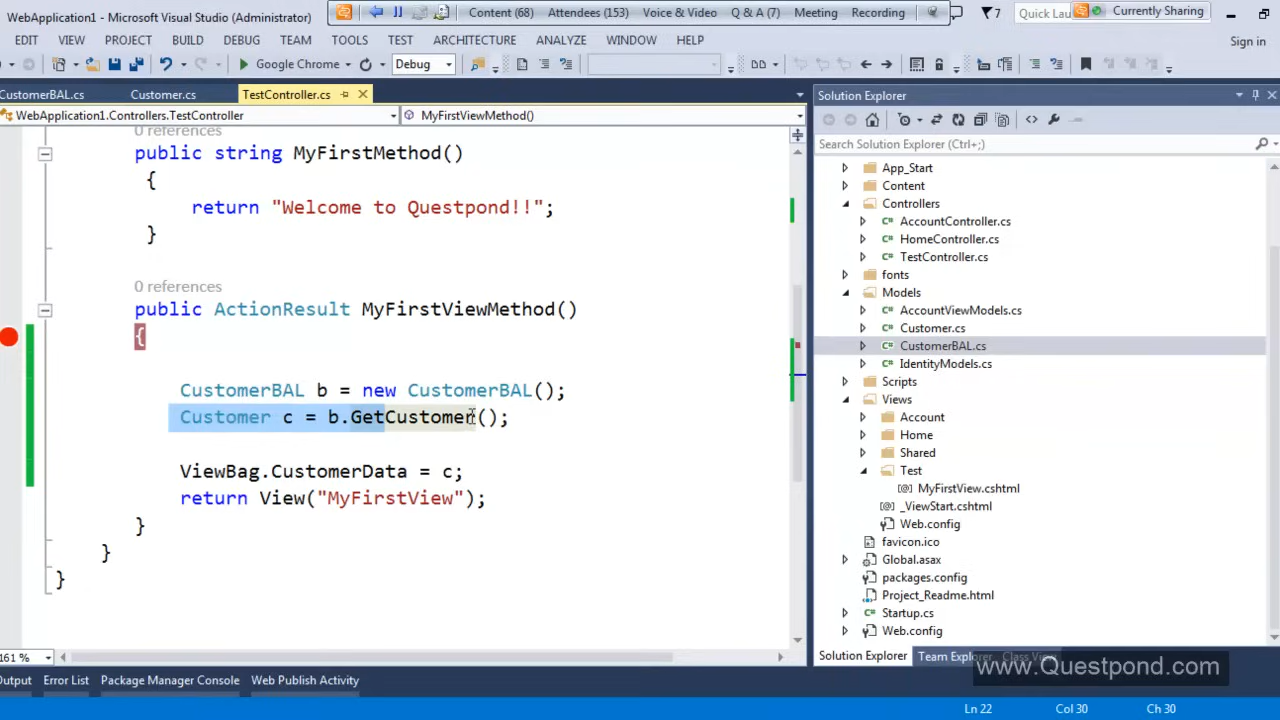 WebApplication1 - Microsoft Visual Studio (Administrator)
Content (68) Attendees (153) Voice & Video Q & A (7) Meeting Recording
7
Quick Lau
Currently Sharing
EDIT VIEW PROJECT BUILD DEBUG TEAM TOOLS TEST ARCHITECTURE ANALYZE WINDOW HELP
Sign in
Google Chrome Debug
CustomerBAL.cs Customer.cs TestController.cs
WebApplication1.Controllers.TestController MyFirstViewMethod()
0 references
public string MyFirstMethod()
{
return "Welcome to Questpond!!";
}
0 references
public ActionResult MyFirstViewMethod()
{
CustomerBAL b = new CustomerBAL();
Customer c = b.GetCustomer();
ViewBag.CustomerData = c;
return View("MyFirstView");
}
}
}
161 %
Solution Explorer
Search Solution Explorer (Ctrl+;)
App_Start
Content
Controllers
C# AccountController.cs
C# HomeController.cs
C# TestController.cs
fonts
Models
C# AccountViewModels.cs
C# Customer.cs
C# CustomerBAL.cs
C# IdentityModels.cs
Scripts
Views
Account
Home
Shared
Test
[@] MyFirstView.cshtml
[@] _ViewStart.cshtml
Web.config
favicon.ico
Global.asax
packages.config
Project_Readme.html
C# Startup.cs
Web.config
Solution Explorer Team Explorer Class View
www.Questpond.com
Output Error List Package Manager Console Web Publish Activity
Ln 22 Col 30 Ch 30